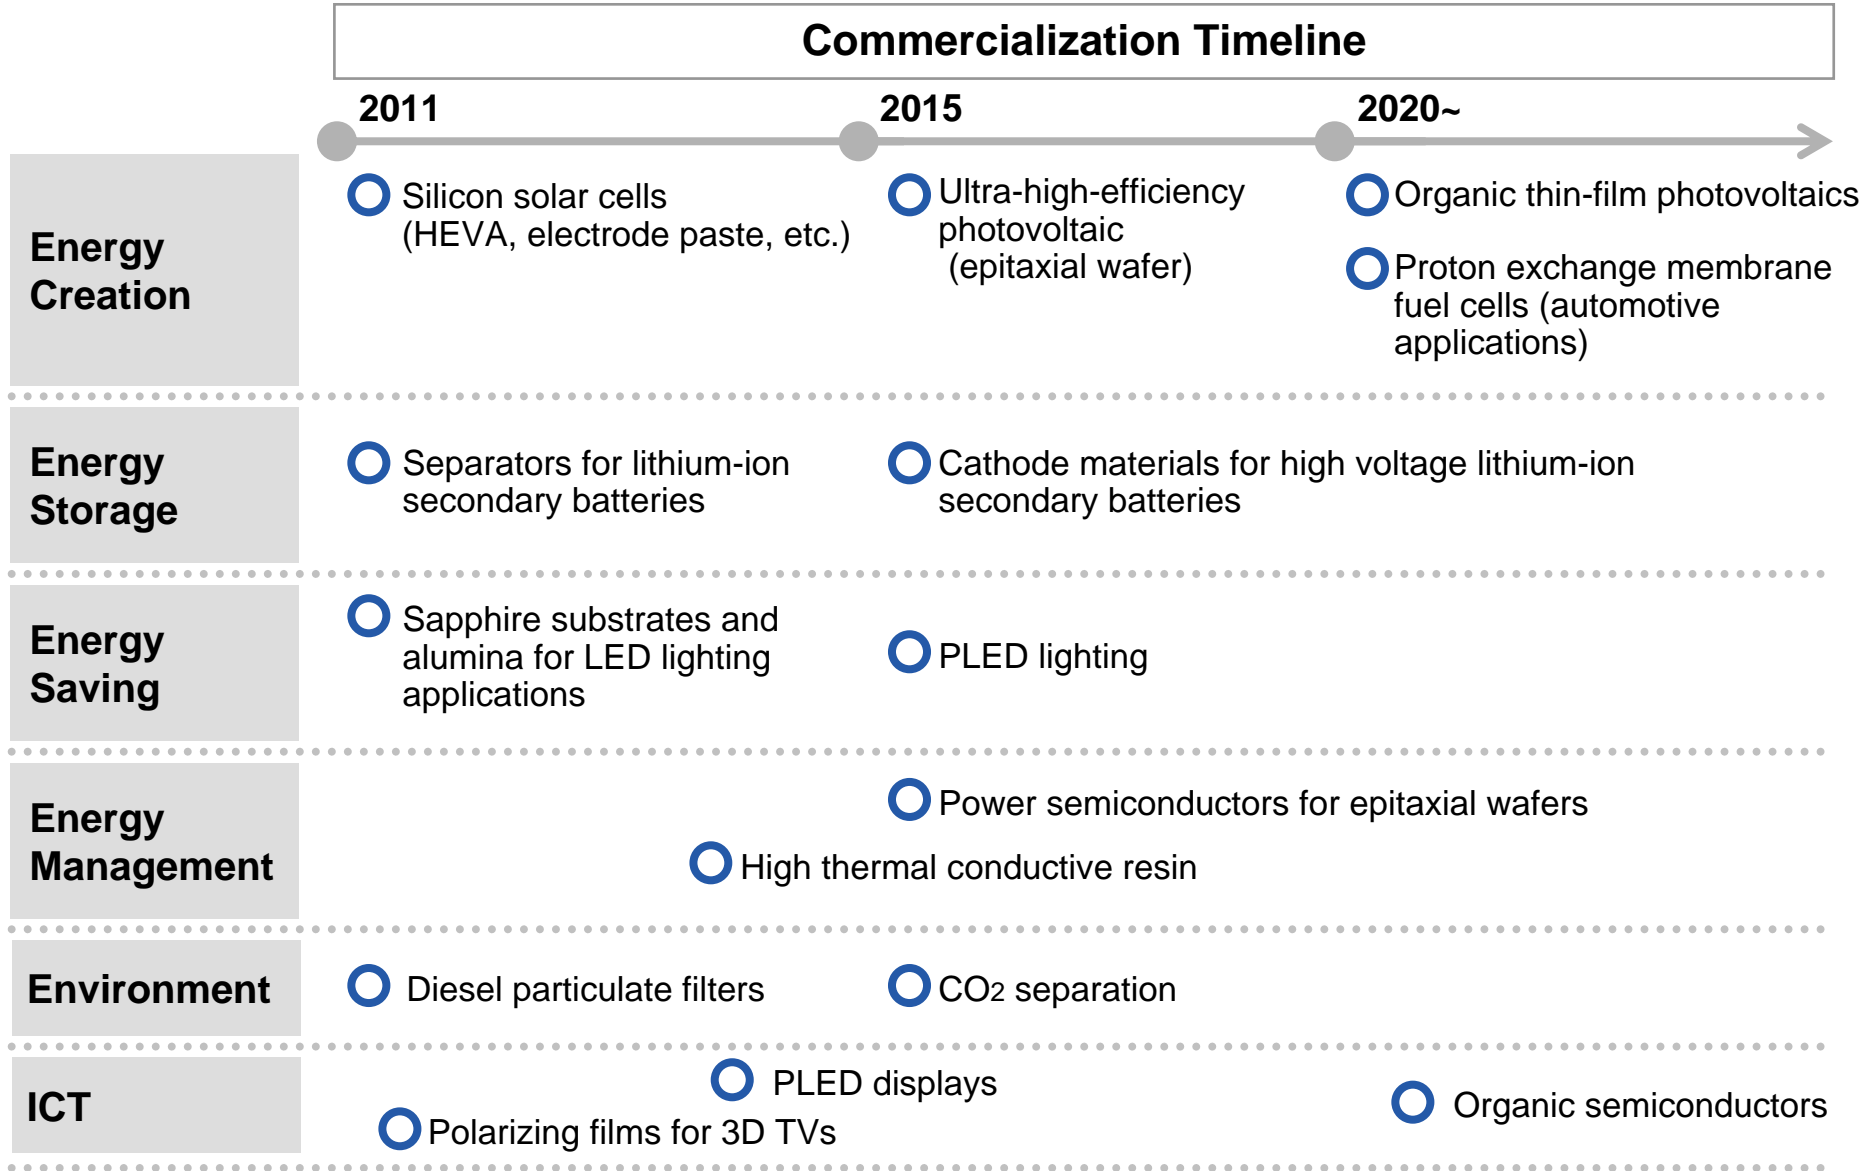 Commercialization Timeline
2011
2015
2020~
Energy
Creation
Silicon solar cells
(HEVA, electrode paste, etc.)
Ultra-high-efficiency
photovoltaic
(epitaxial wafer)
Organic thin-film photovoltaics
Proton exchange membrane
fuel cells (automotive
applications)
Energy
Storage
Separators for lithium-ion
secondary batteries
Cathode materials for high voltage lithium-ion
secondary batteries
Energy
Saving
Sapphire substrates and
alumina for LED lighting
applications
PLED lighting
Energy
Management
Power semiconductors for epitaxial wafers
High thermal conductive resin
Environment
Diesel particulate filters
CO2 separation
ICT
PLED displays
Polarizing films for 3D TVs
Organic semiconductors